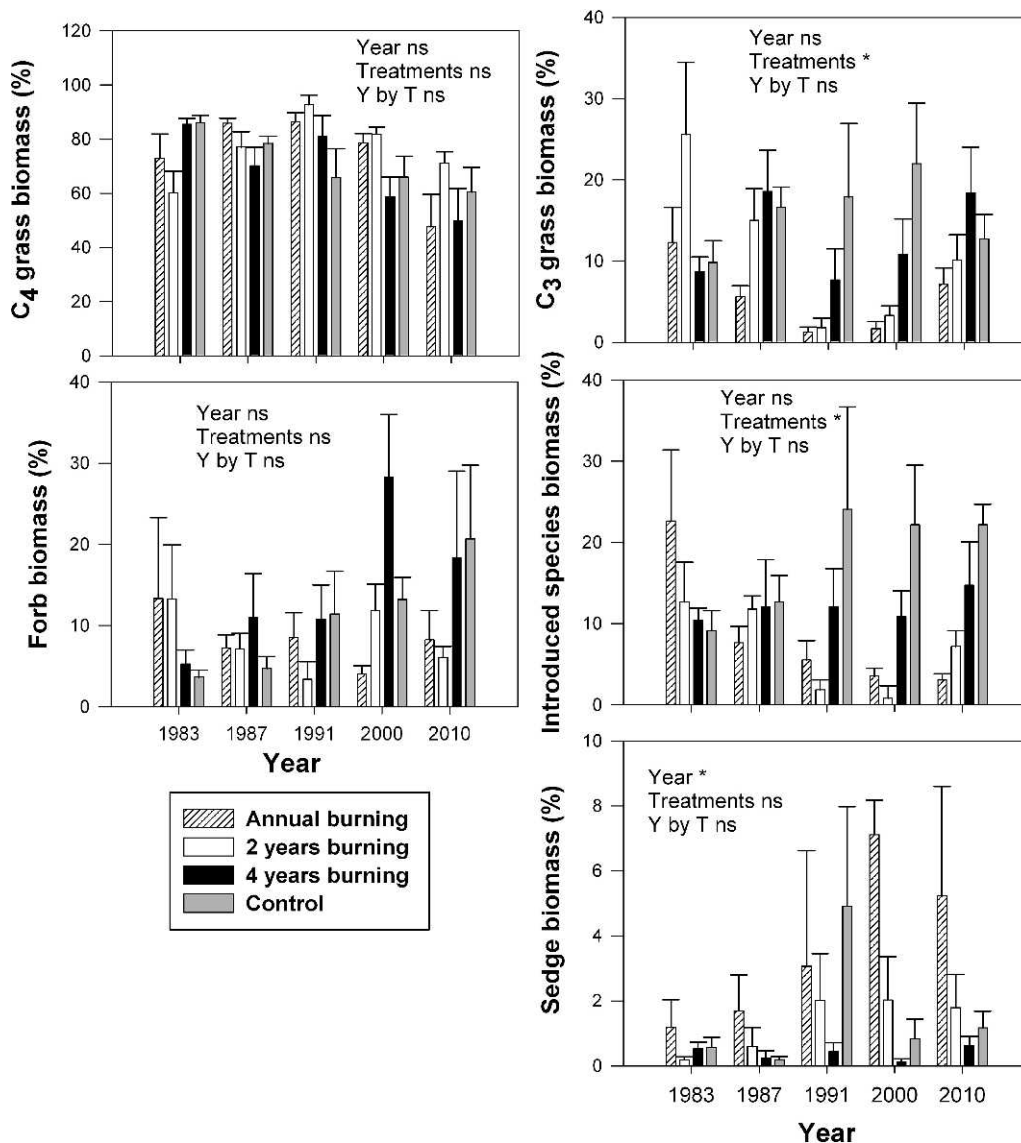 C4 grass biomass (%)
120
100
80
60
40
20
0
Year ns
Treatments ns
Y by T ns
C3 grass biomass (%)
40
30
20
10
0
Year ns
Treatments *
Y by T ns
Forb biomass (%)
40
30
20
10
0
Year ns
Treatments ns
Y by T ns
1983 1987 1991 2000 2010
Year
Introduced species biomass (%)
40
30
20
10
0
Year ns
Treatments *
Y by T ns
Annual burning
2 years burning
4 years burning
Control
Sedge biomass (%)
10
8
6
4
2
0
Year *
Treatments ns
Y by T ns
1983 1987 1991 2000 2010
Year